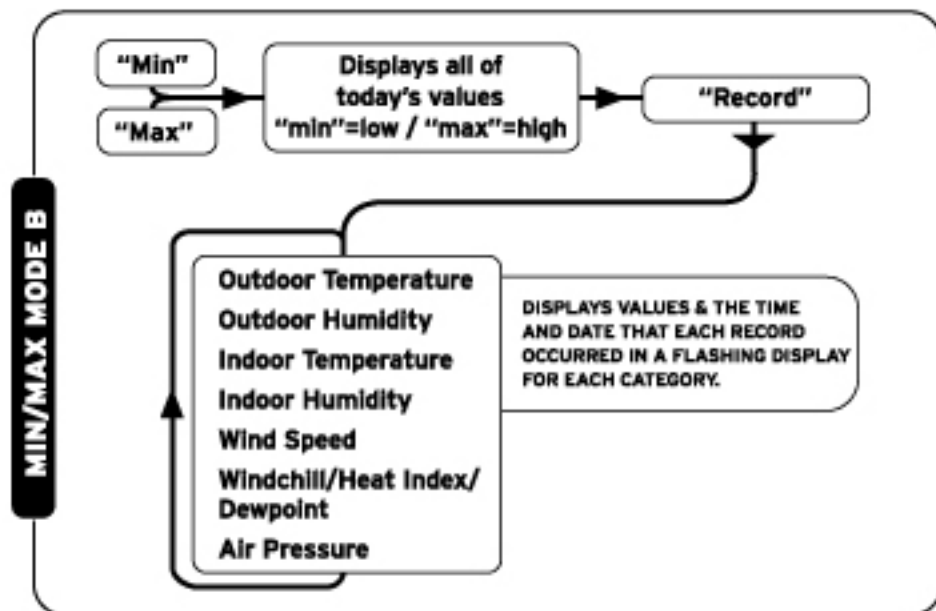 MIN/MAX MODE B
“Min”
“Max”
Displays all of
today's values
“min”=low / “max”=high
“Record”
Outdoor Temperature
Outdoor Humidity
Indoor Temperature
Indoor Humidity
Wind Speed
Windchill/Heat Index/
Dewpoint
Air Pressure
DISPLAYS VALUES & THE TIME
AND DATE THAT EACH RECORD
OCCURRED IN A FLASHING DISPLAY
FOR EACH CATEGORY.